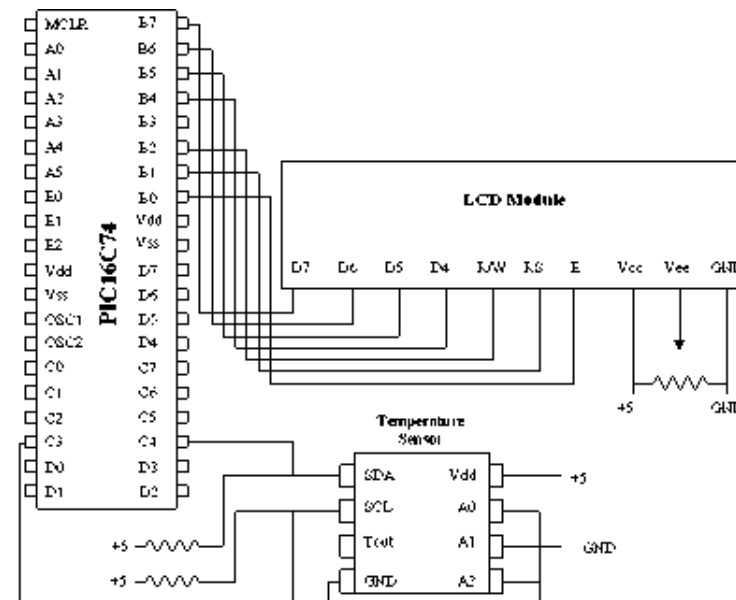 MCLR B7
A0 B6
A1 B5
A2 B4
A3 B3
A4 B2
A5 B1
E0 B0
E1 Vdd
E2 Vss
Vdd D7
Vss D6
OSC1 D5
OSC2 D4
C0 C7
C1 C6
C2 C5
C3 C4
D0 D3
D1 D2
PIC16C74
LCD Module
D7 D6 D5 D4 R/W RS E Vcc Vee GND
+5 GND
Temperature
Sensor
SDA Vdd +5
SCL A0
Tout A1 GND
GND A2
+5
+5